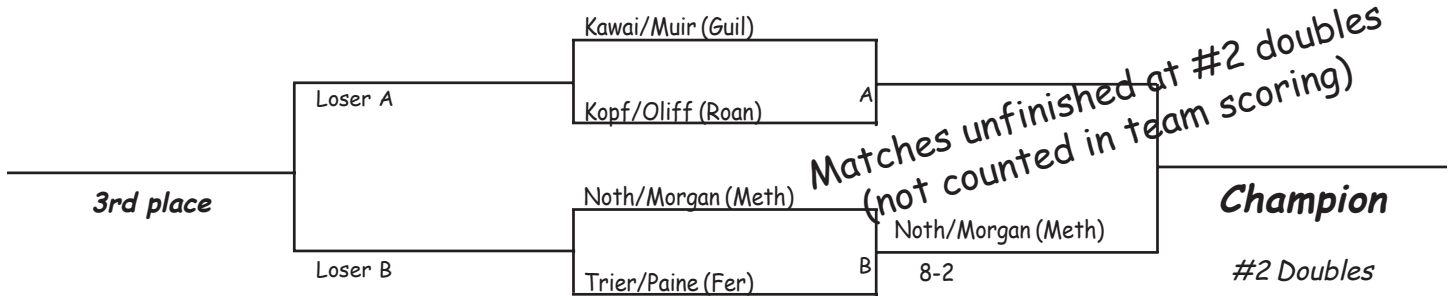 Kawai/Muir (Guil)
Loser A
A
Kopf/Oliff (Roan)
Matches unfinished at #2 doubles
(not counted in team scoring)
3rd place
Noth/Morgan (Meth)
Champion
Noth/Morgan (Meth)
Loser B
B
8-2
#2 Doubles
Trier/Paine (Fer)